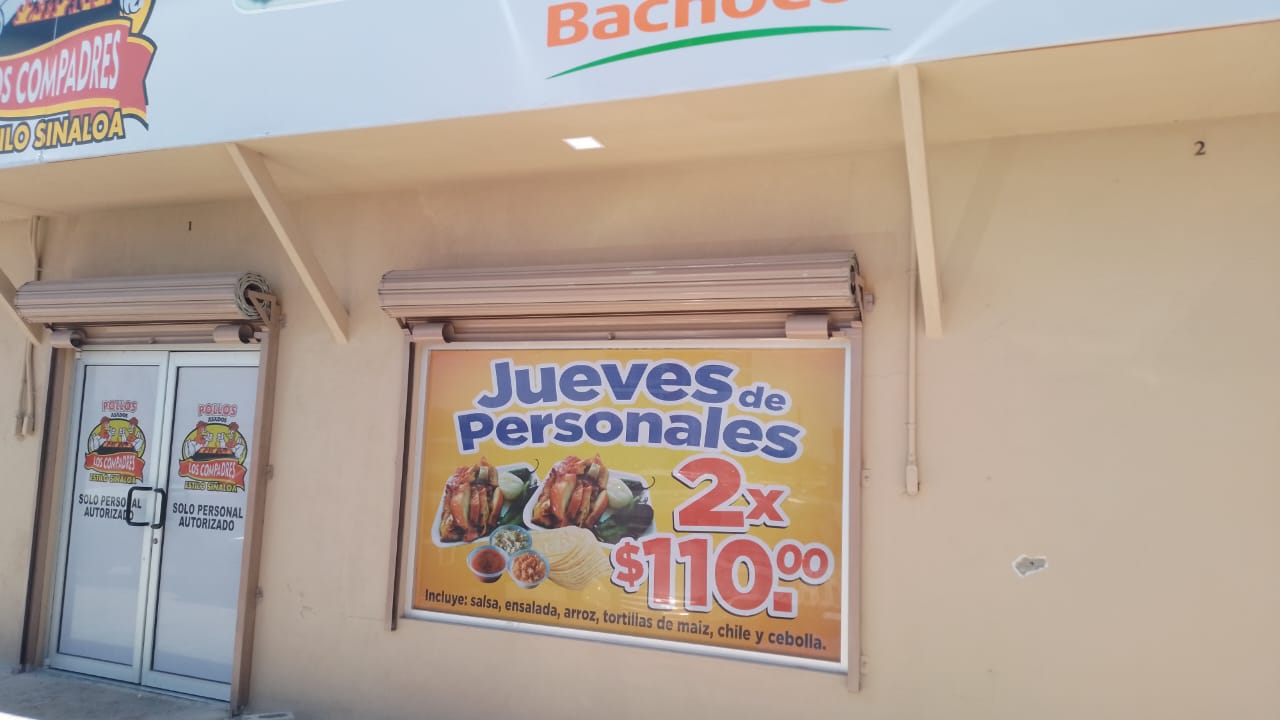 OS COMPADRES
ILO SINALOA
Bachoco
1
2
POLLOS
ASADOS
LOS COMPADRES
ESTILO SINALOA
SOLO PERSONAL
AUTORIZADO
POLLOS
ASADOS
LOS COMPADRES
ESTILO SINALOA
SOLO PERSONAL
AUTORIZADO
Jueves de
Personales
2x
$110.00
Incluye: salsa, ensalada, arroz, tortillas de maiz, chile y cebolla.